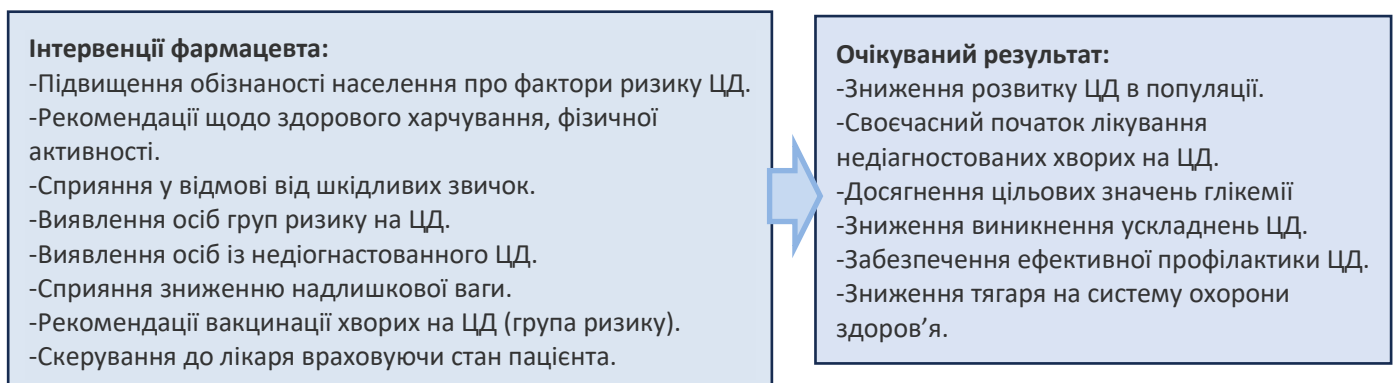 Інтервенції фармацевта:
-Підвищення обізнаності населення про фактори ризику ЦД.
-Рекомендації щодо здорового харчування, фізичної
активності.
-Сприяння у відмові від шкідливих звичок.
-Виявлення осіб груп ризику на ЦД.
-Виявлення осіб із недіогнастованного ЦД.
-Сприяння зниженню надлишкової ваги.
-Рекомендації вакцинації хворих на ЦД (група ризику).
-Скерування до лікаря враховуючи стан пацієнта.
Очікуваний результат:
-Зниження розвитку ЦД в популяції.
-Своєчасний початок лікування
недіагностованих хворих на ЦД.
-Досягнення цільових значень глікемії
-Зниження виникнення ускладнень ЦД.
-Забезпечення ефективної профілактики ЦД.
-Зниження тягаря на систему охорони
здоров’я.